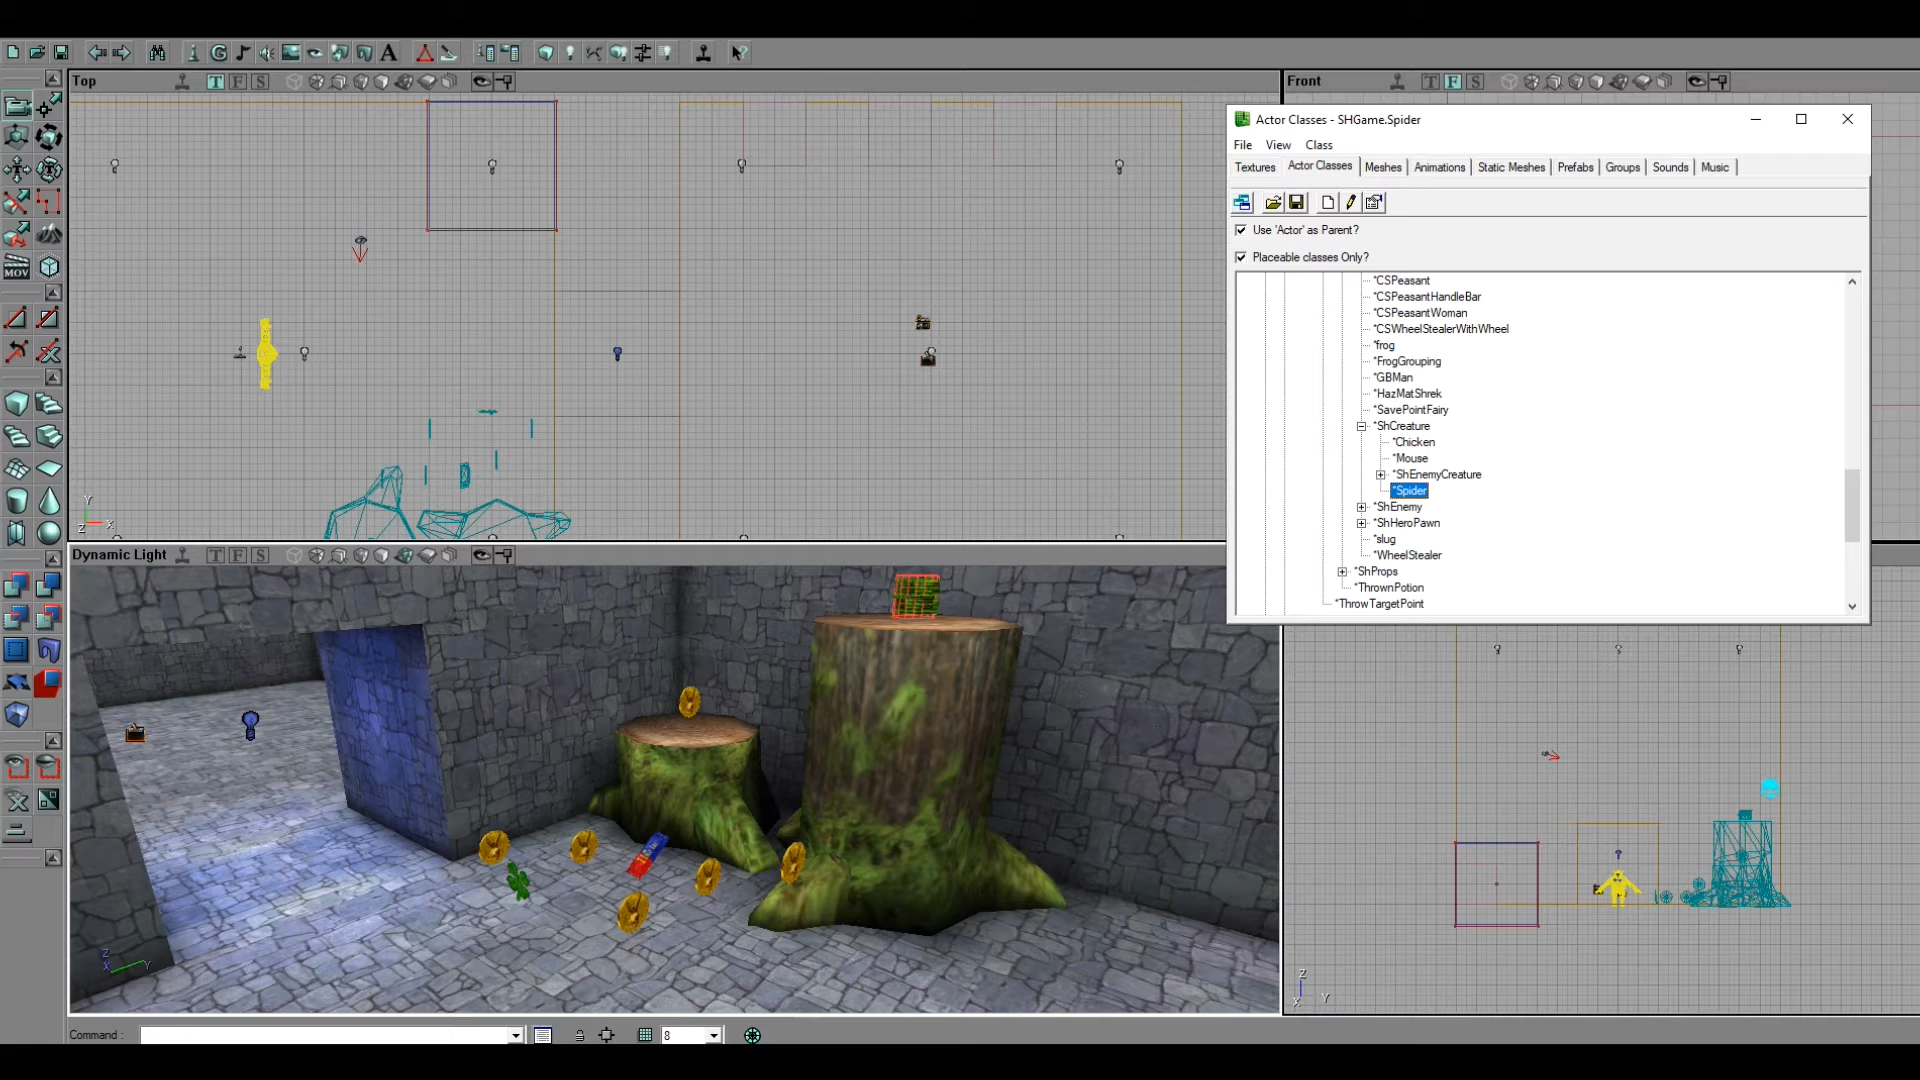 Top
T F S
Front
T F S
Actor Classes - SHGame.Spider
File View Class
Textures Actor Classes Meshes Animations Static Meshes Prefabs Groups Sounds Music
Use 'Actor' as Parent?
Placeable classes Only?
*CSPeasant
*CSPeasantHandleBar
*CSPeasantWoman
*CSWheelStealerWithWheel
*frog
*FrogGrouping
*GBMan
*HazMatShrek
*SavePointFairy
*ShCreature
*Chicken
*Mouse
*ShEnemyCreature
*Spider
*ShEnemy
*ShHeroPawn
*slug
*WheelStealer
*ShProps
*ThrownPotion
*ThrowTargetPoint
MOV
Y
Z X
Dynamic Light
T F S
Z
X Y
Z
X Y
Command :
8